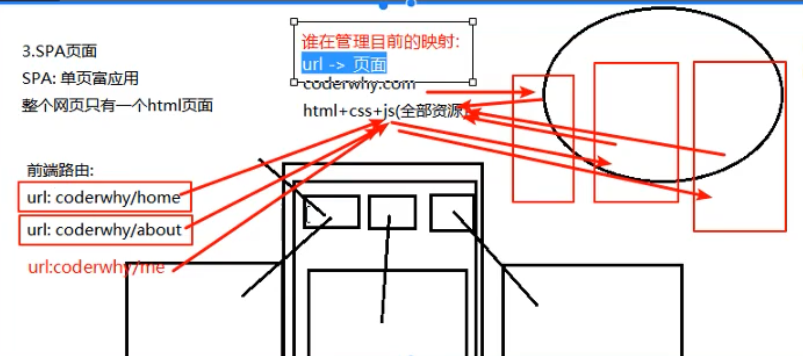 3.SPA页面
SPA: 单页富应用
整个网页只有一个html页面
谁在管理目前的映射:
url -> 页面
coderwhy.com
html+css+js(全部资源)
前端路由:
url: coderwhy/home
url: coderwhy/about
url:coderwhy/me